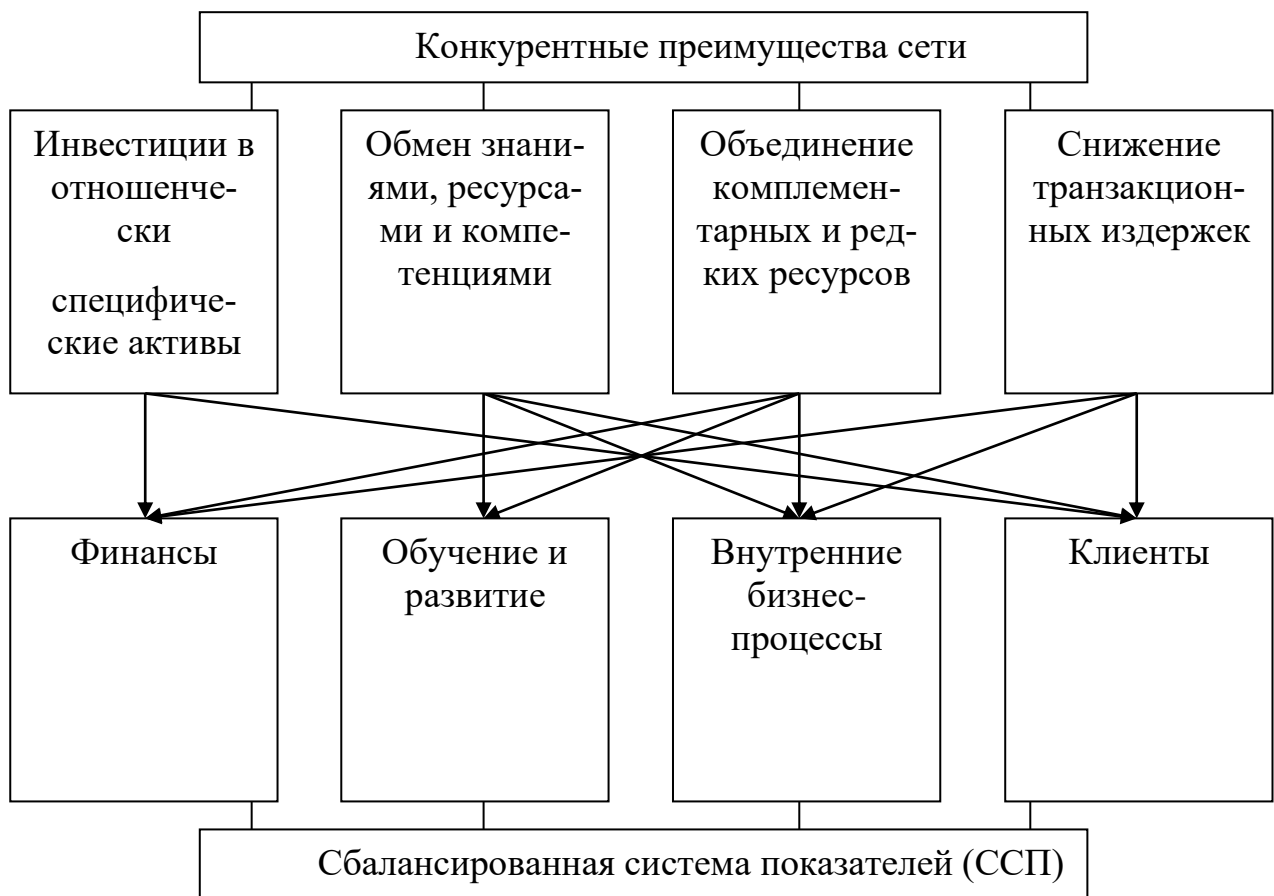 Конкурентные преимущества сети
Инвестиции в
отношенче-
ски
специфиче-
ские активы
Обмен знани-
ями, ресурса-
ми и компе-
тенциями
Объединение
комплемен-
тарных и ред-
ких ресурсов
Снижение
транзакцион-
ных издержек
Финансы
Обучение и
развитие
Внутренние
бизнес-
процессы
Клиенты
Сбалансированная система показателей (ССП)